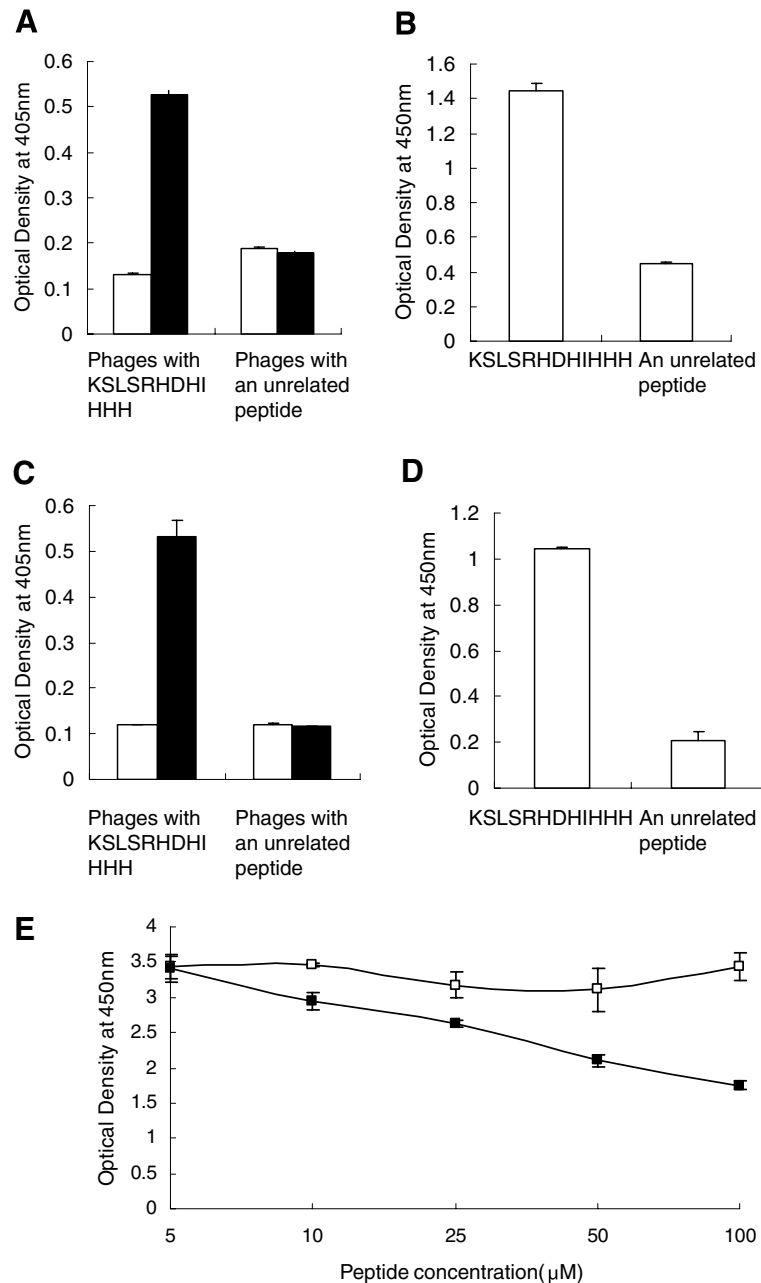 A
Optical Density at 405nm
0.6
0.5
0.4
0.3
0.2
0.1
0
Phages with
KSLSRHDHI
HHH
Phages with
an unrelated
peptide
B
Optical Density at 450nm
1.6
1.4
1.2
1
0.8
0.6
0.4
0.2
0
KSLSRHDHIHHH
An unrelated
peptide
C
Optical Density at 405nm
0.6
0.5
0.4
0.3
0.2
0.1
0
Phages with
KSLSRHDHI
HHH
Phages with
an unrelated
peptide
D
Optical Density at 450nm
1.2
1
0.8
0.6
0.4
0.2
0
KSLSRHDHIHHH
An unrelated
peptide
E
Optical Density at 450nm
4
3.5
3
2.5
2
1.5
1
0.5
0
5 10 25 50 100
Peptide concentration(μM)